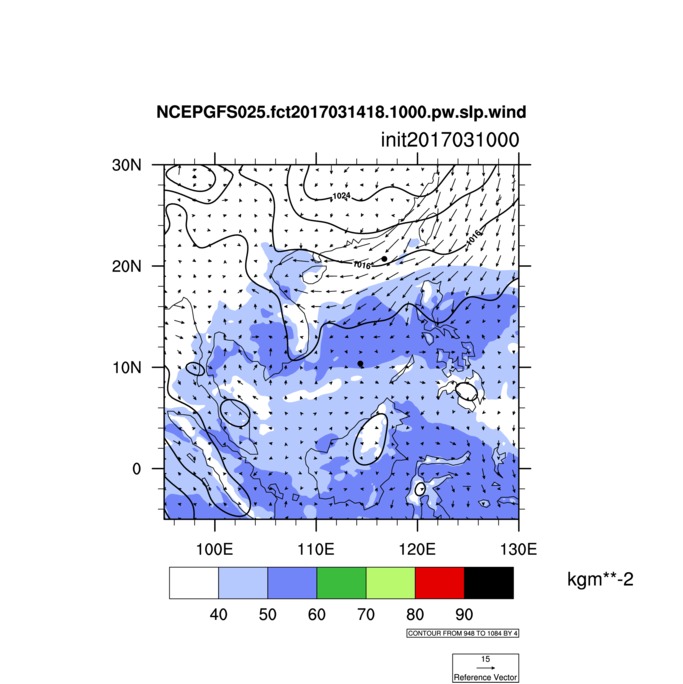 NCEPGFS025.fct2017031418.1000.pw.slp.wind
init2017031000
30N
1024
1016
20N
1016
10N
0
100E 110E 120E 130E
kgm**-2
40 50 60 70 80 90
CONTOUR FROM 948 TO 1084 BY 4
15
Reference Vector